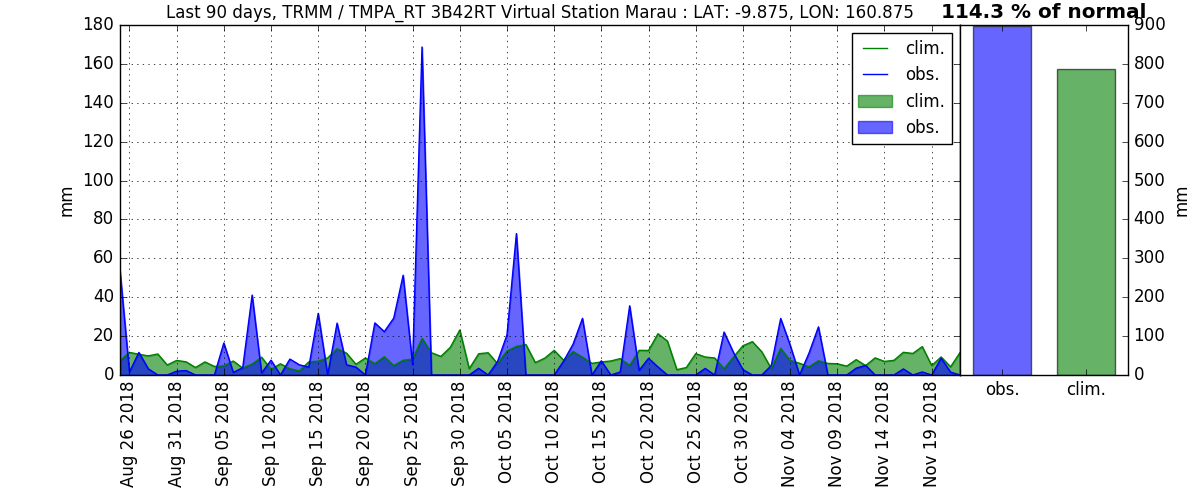 Last 90 days, TRMM / TMPA_RT 3B42RT Virtual Station Marau : LAT: -9.875, LON: 160.875
114.3 % of normal
180
160
140
120
100
80
60
40
20
0
mm
clim.
obs.
clim.
obs.
900
800
700
600
500
400
300
200
100
0
mm
obs.
clim.
Aug 26 2018
Aug 31 2018
Sep 05 2018
Sep 10 2018
Sep 15 2018
Sep 20 2018
Sep 25 2018
Sep 30 2018
Oct 05 2018
Oct 10 2018
Oct 15 2018
Oct 20 2018
Oct 25 2018
Oct 30 2018
Nov 04 2018
Nov 09 2018
Nov 14 2018
Nov 19 2018